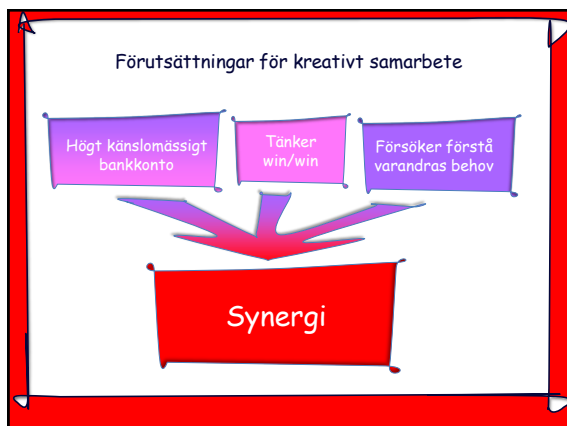 Förutsättningar för kreativt samarbete
Högt känslomässigt
bankkonto
Tänker
win/win
Försöker förstå
varandras behov
Synergi